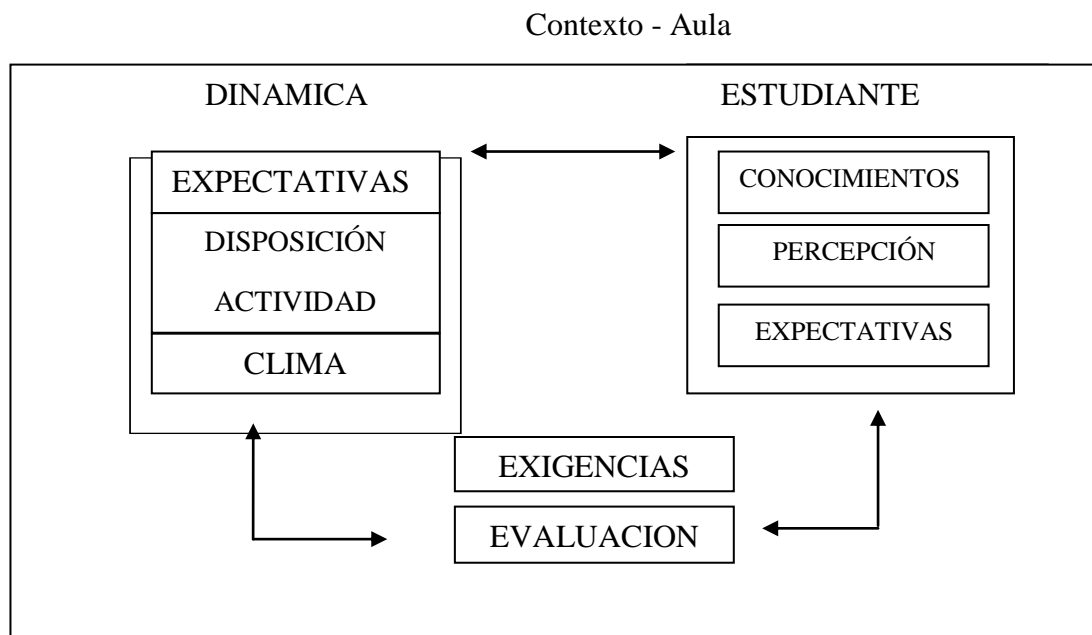 Contexto - Aula
DINAMICA
ESTUDIANTE
EXPECTATIVAS
DISPOSICIÓN
ACTIVIDAD
CLIMA
CONOCIMIENTOS
PERCEPCIÓN
EXPECTATIVAS
EXIGENCIAS
EVALUACION